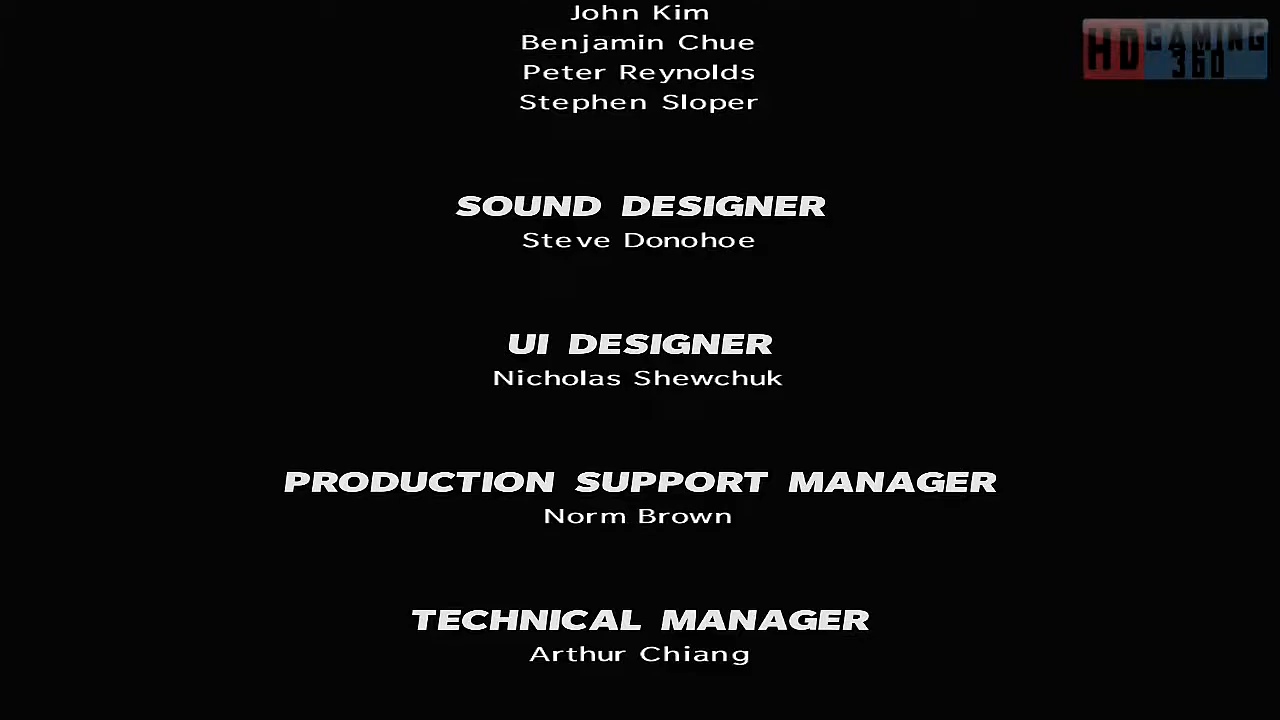 John Kim
Benjamin Chue
Peter Reynolds
Stephen Sloper
HD GAMING 360
SOUND DESIGNER
Steve Donohoe
UI DESIGNER
Nicholas Shewchuk
PRODUCTION SUPPORT MANAGER
Norm Brown
TECHNICAL MANAGER
Arthur Chiang